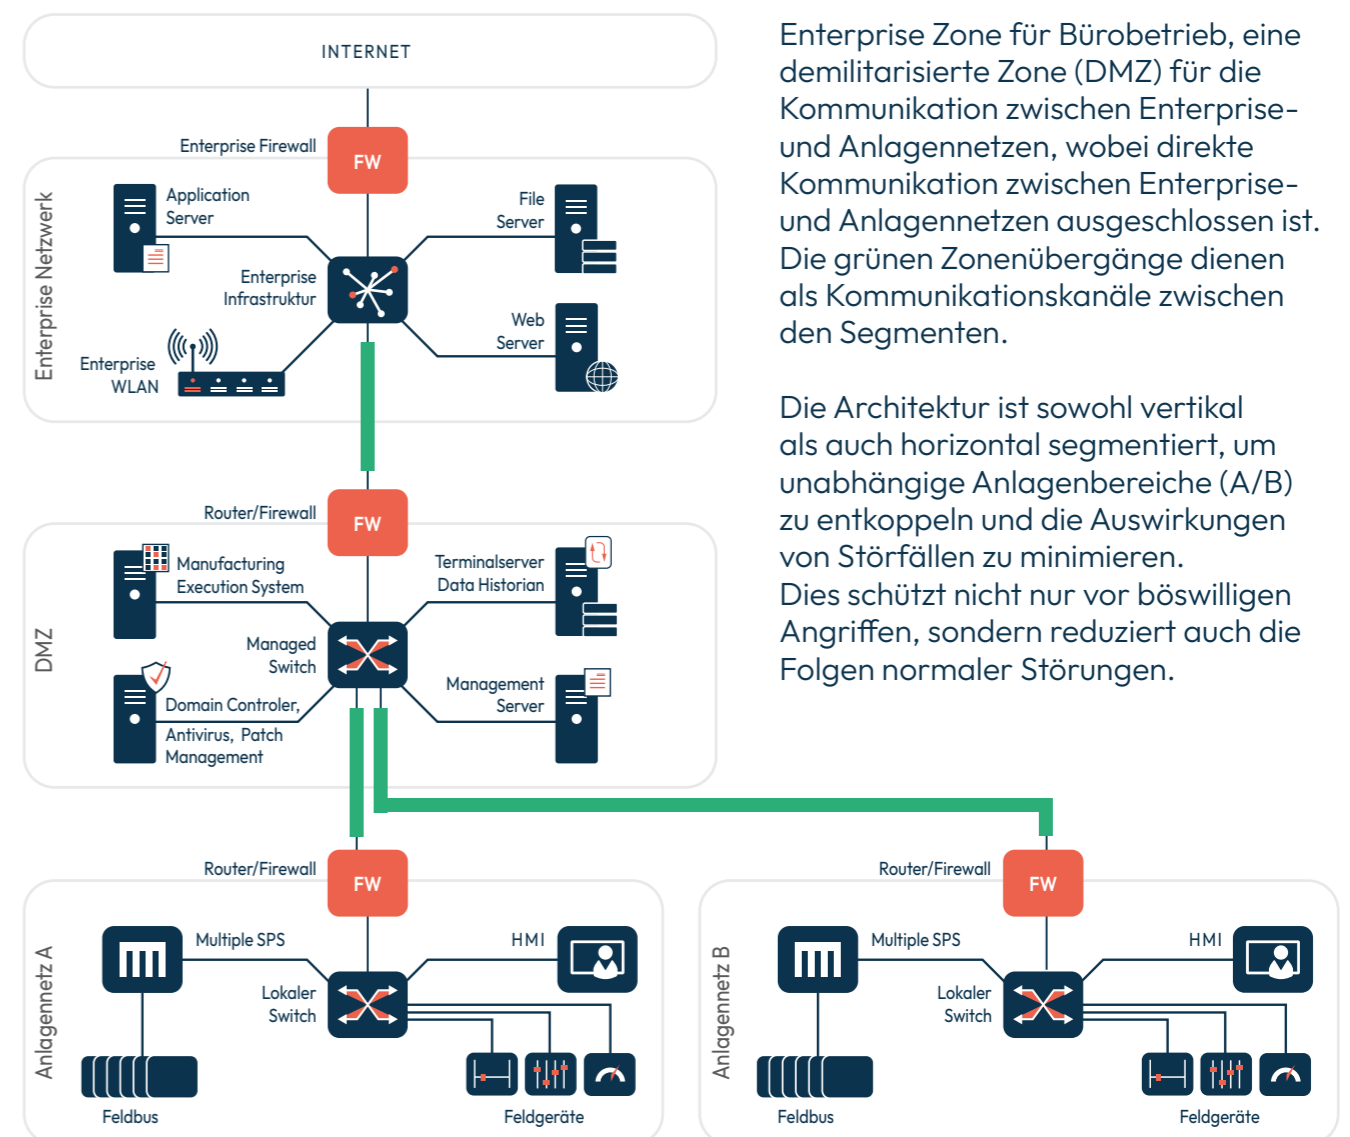 INTERNET
Enterprise Firewall
FW
Enterprise Netzwerk
Application
Server
File
Server
Enterprise
Infrastruktur
Web
Server
Enterprise
WLAN
Router/Firewall
FW
DMZ
Manufacturing
Execution System
Terminalserver
Data Historian
Managed
Switch
Management
Server
Domain Controler,
Antivirus, Patch
Management
Router/Firewall
FW
Anlagennetz A
Multiple SPS
HMI
Lokaler
Switch
Feldbus
Feldgeräte
Router/Firewall
FW
Anlagennetz B
Multiple SPS
HMI
Lokaler
Switch
Feldbus
Feldgeräte
Enterprise Zone für Bürobetrieb, eine
demilitarisierte Zone (DMZ) für die
Kommunikation zwischen Enterprise-
und Anlagennetzen, wobei direkte
Kommunikation zwischen Enterprise-
und Anlagennetzen ausgeschlossen ist.
Die grünen Zonenübergänge dienen
als Kommunikationskanäle zwischen
den Segmenten.
Die Architektur ist sowohl vertikal
als auch horizontal segmentiert, um
unabhängige Anlagenbereiche (A/B)
zu entkoppeln und die Auswirkungen
von Störfällen zu minimieren.
Dies schützt nicht nur vor böswilligen
Angriffen, sondern reduziert auch die
Folgen normaler Störungen.